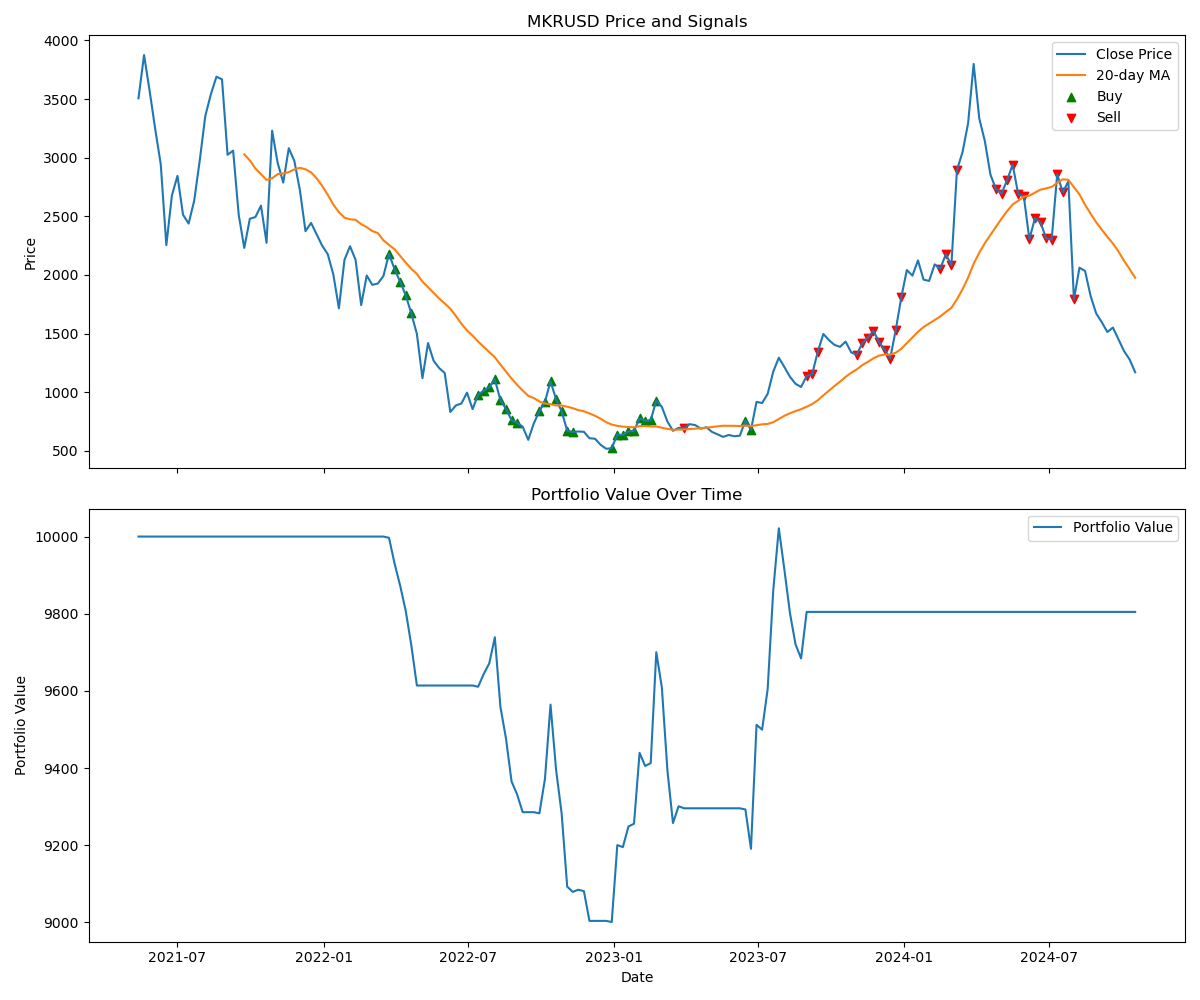 MKRUSD Price and Signals
4000
3500
3000
2500
2000
1500
1000
500
Price
Close Price
20-day MA
Buy
Sell
Portfolio Value Over Time
10000
9800
9600
9400
9200
9000
Portfolio Value
Portfolio Value
2021-07
2022-01
2022-07
2023-01
2023-07
2024-01
2024-07
Date